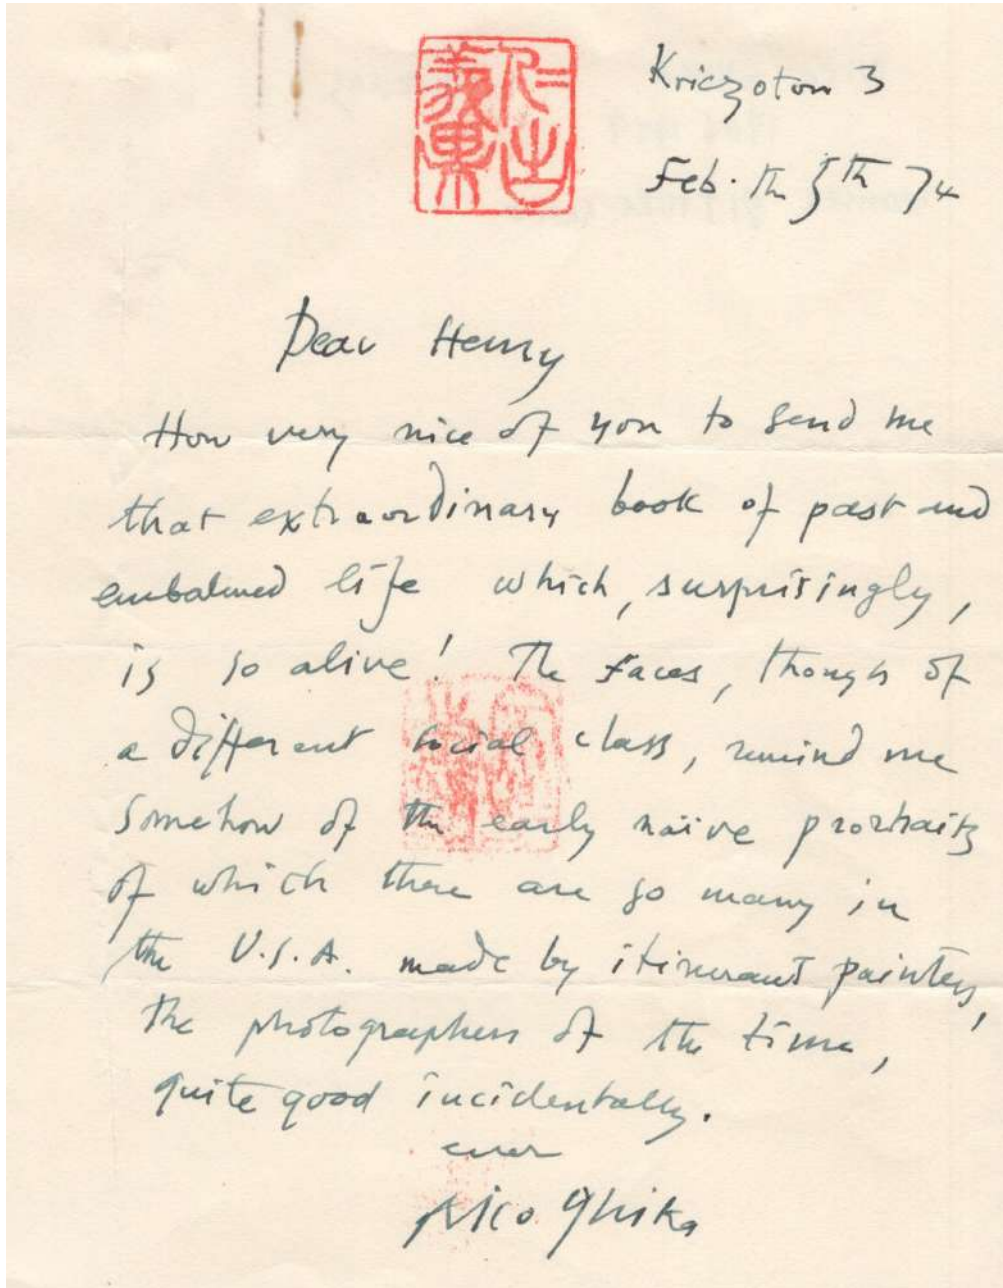 Kriezotou 3
Feb. th 5th 74
Dear Henry
How very nice of you to send me
that extraordinary book of past and
embalmed life which, surprisingly,
is so alive! The faces, though of
a different social class, remind me
somehow of the early naïve protraits
of which there are so many in
the U.S.A. made by itinerant painters,
the photographers of the time,
quite good incidentally.
ever
Nico Ghika